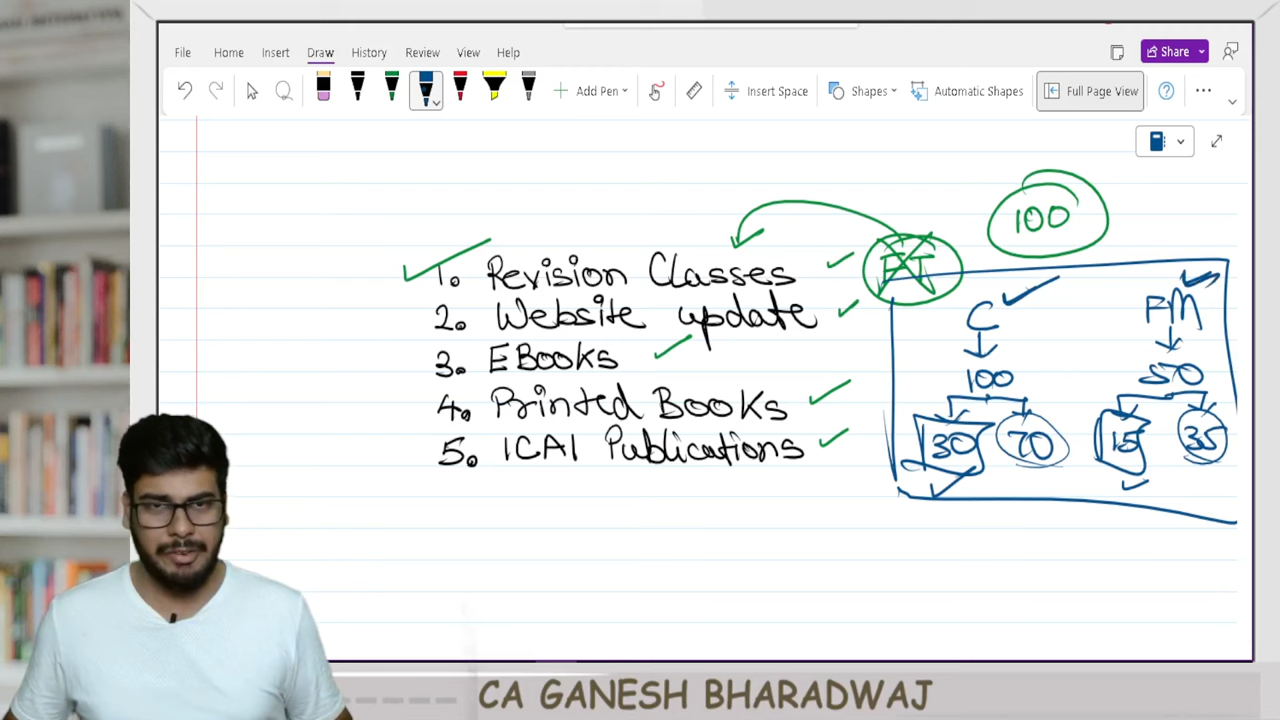 File Home Insert Draw History Review View Help Share
Add Pen Insert Space Shapes Automatic Shapes Full Page View
100
1. Revision Classes
2. Website update
3. EBooks
4. Printed Books
5. ICAI Publications
C FM
100 50
30 70 15 35
CA GANESH BHARADWAJ